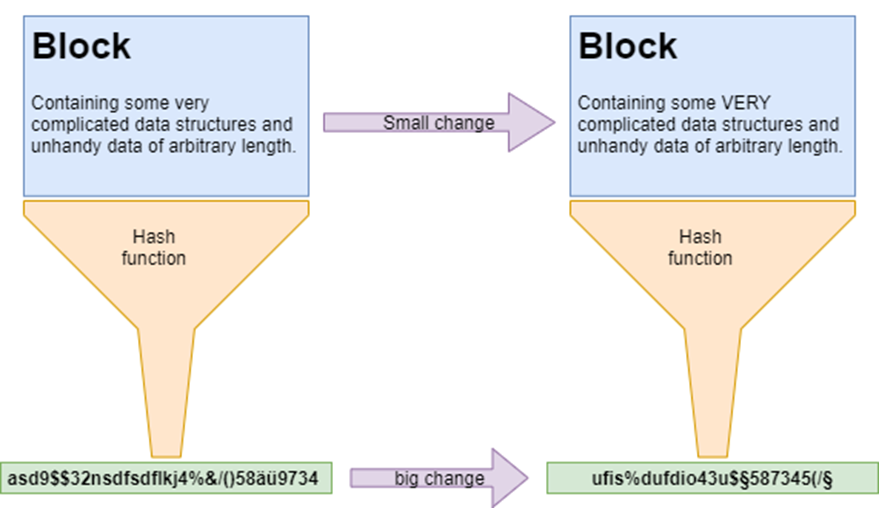 Block
Containing some very
complicated data structures and
unhandy data of arbitrary length.
Small change
Block
Containing some VERY
complicated data structures and
unhandy data of arbitrary length.
Hash
function
Hash
function
asd9$$32nsdfsdflkj4%&/()58äü9734
big change
ufis%dufdio43u$§587345(/§